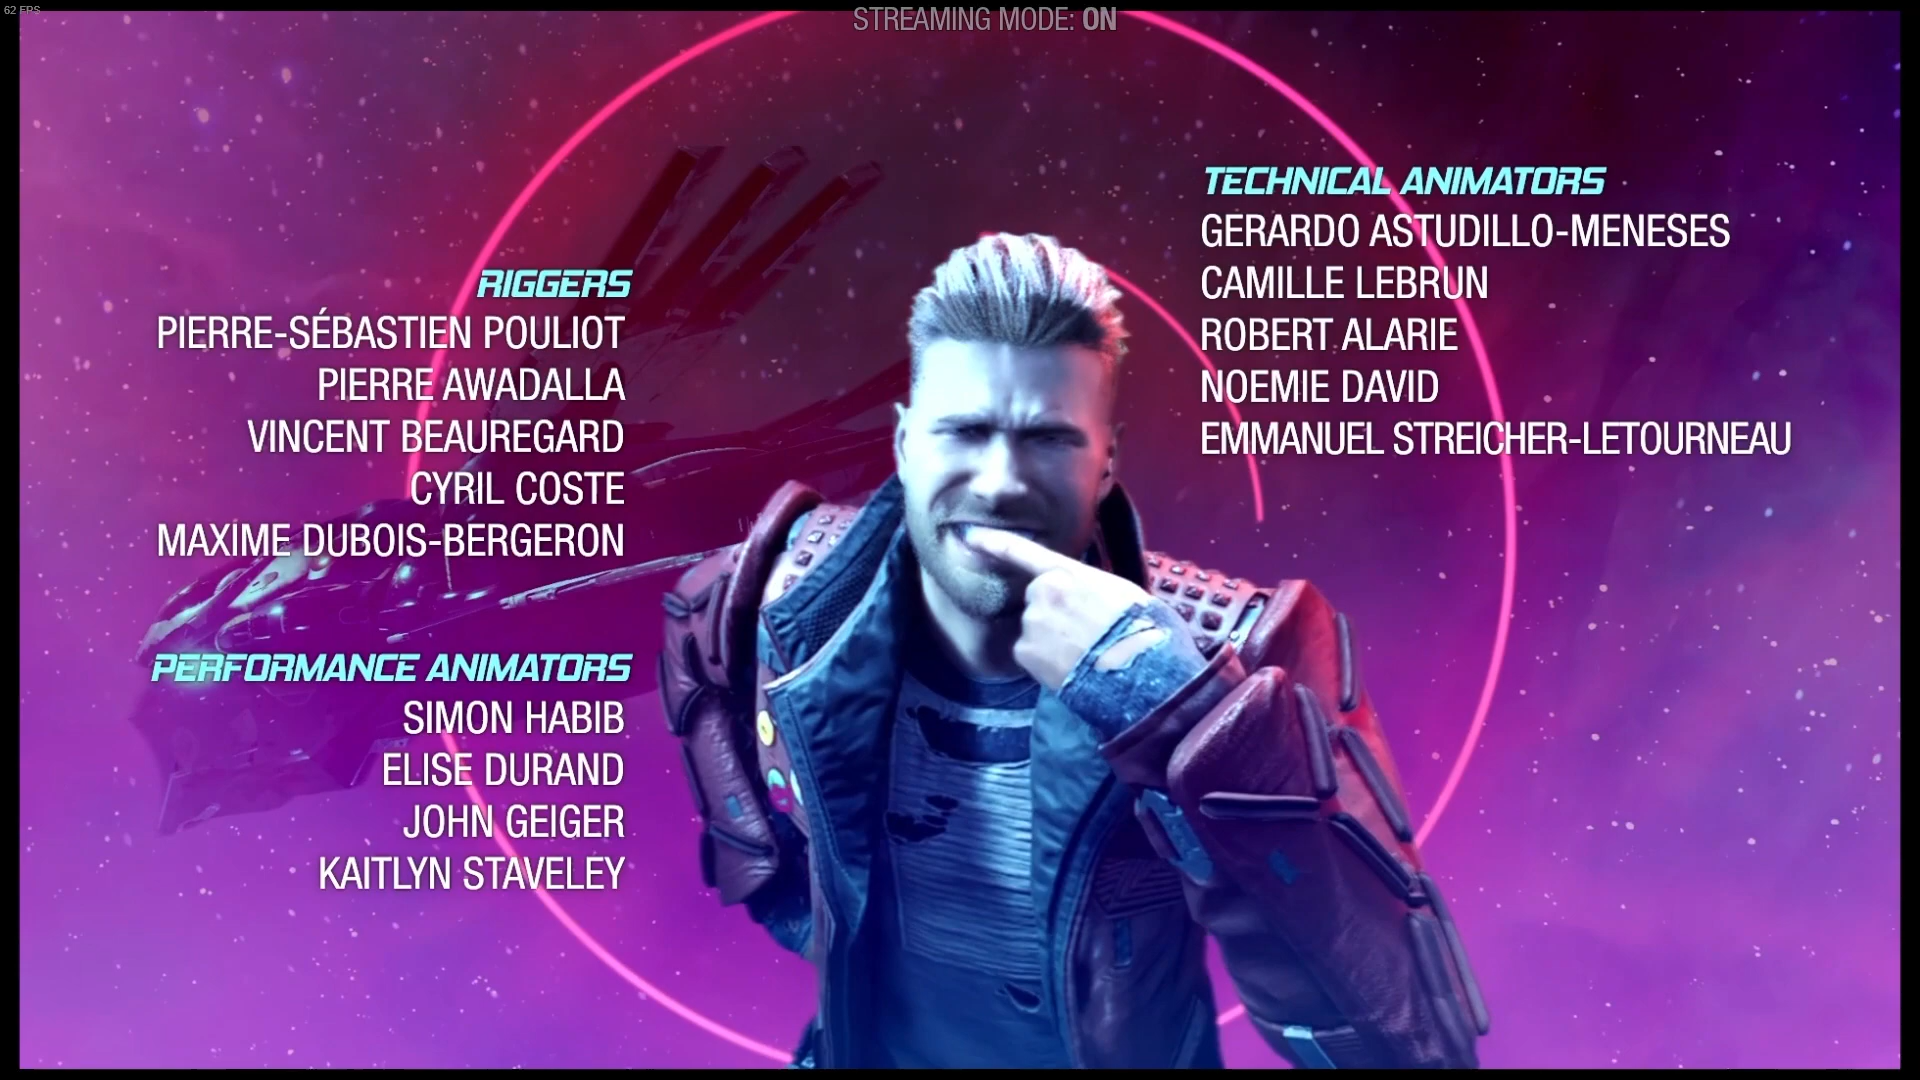 62 FPS
STREAMING MODE: ON
RIGGERS
PIERRE-SÉBASTIEN POULIOT
PIERRE AWADALLA
VINCENT BEAUREGARD
CYRIL COSTE
MAXIME DUBOIS-BERGERON
PERFORMANCE ANIMATORS
SIMON HABIB
ELISE DURAND
JOHN GEIGER
KAITLYN STAVELEY
TECHNICAL ANIMATORS
GERARDO ASTUDILLO-MENESES
CAMILLE LEBRUN
ROBERT ALARIE
NOEMIE DAVID
EMMANUEL STREICHER-LETOURNEAU